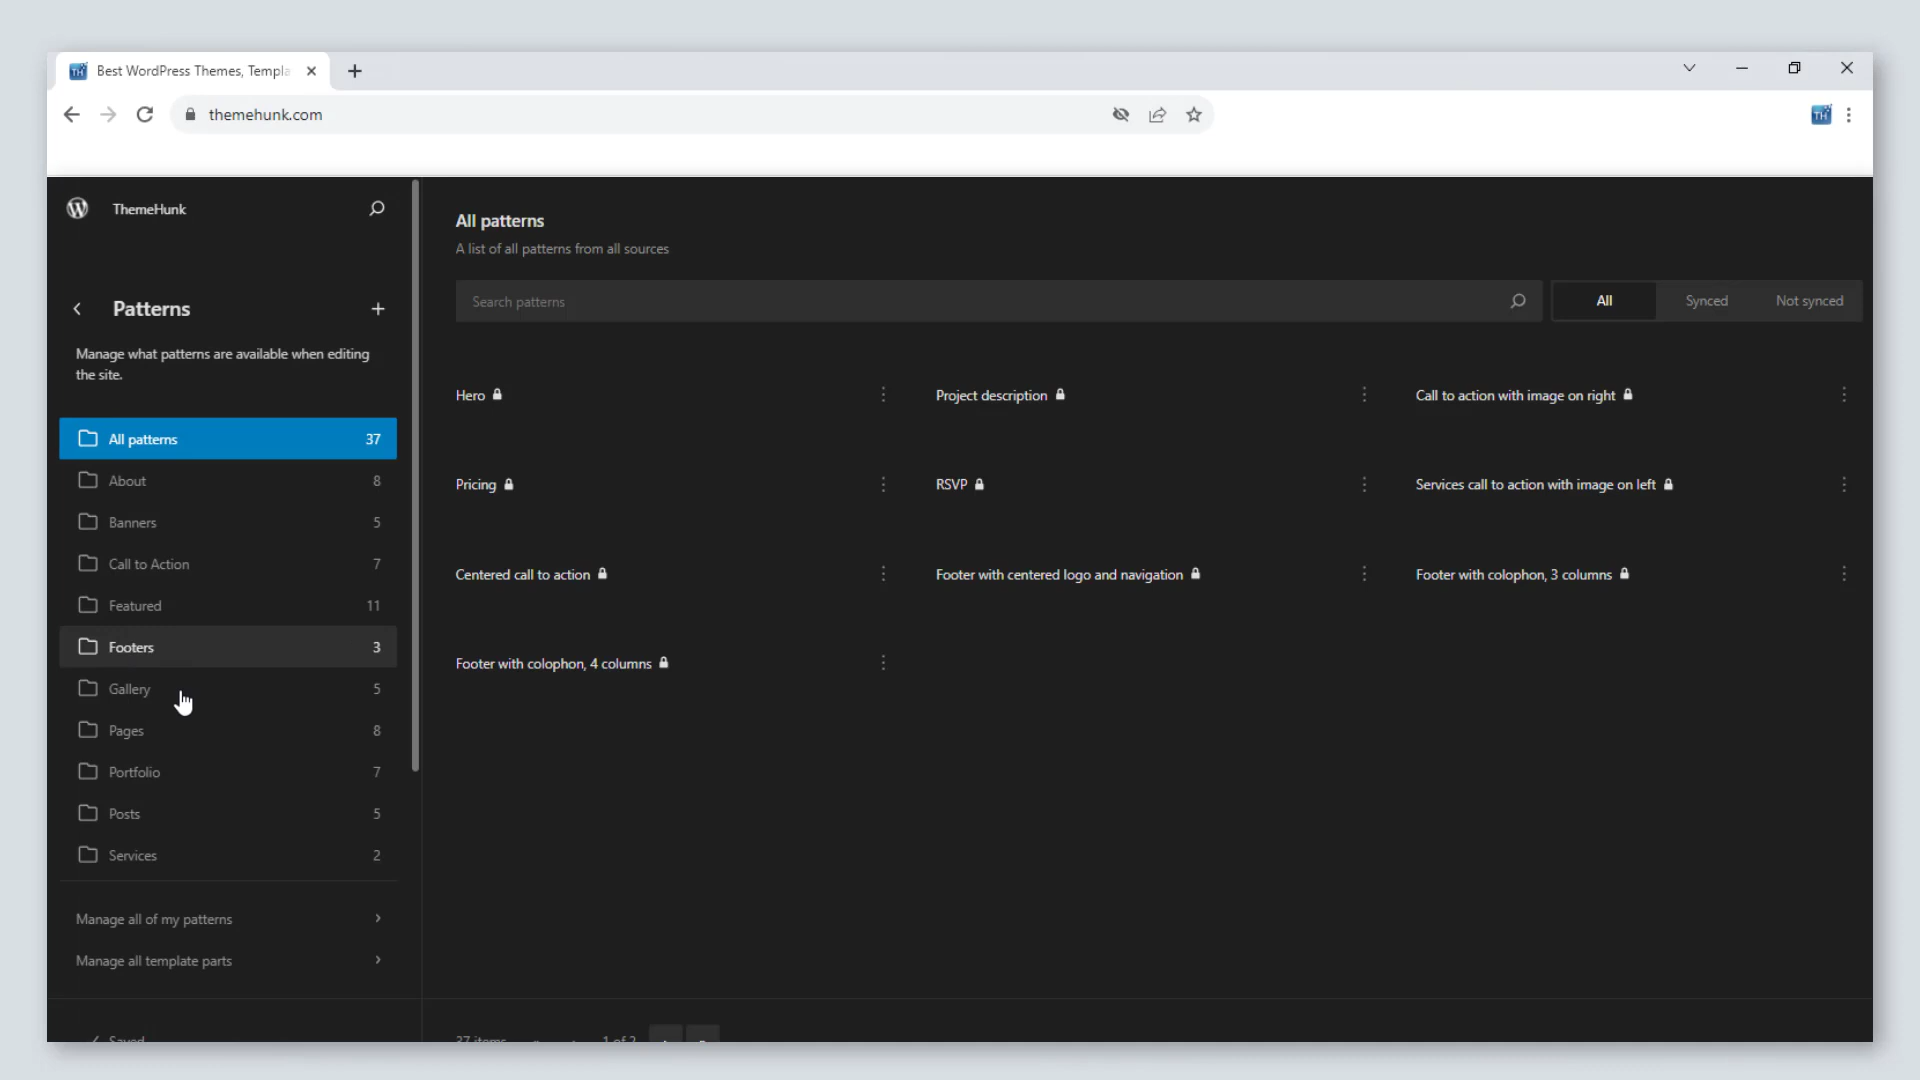 Best WordPress Themes, Templa
themehunk.com
ThemeHunk
Patterns
Manage what patterns are available when editing
the site.
All patterns 37
About 8
Banners 5
Call to Action 7
Featured 11
Footers 3
Gallery 5
Pages 8
Portfolio 7
Posts 5
Services 2
Manage all of my patterns
Manage all template parts
Saved
All patterns
A list of all patterns from all sources
Search patterns
All Synced Not synced
Hero Project description Call to action with image on right
Pricing RSVP Services call to action with image on left
Centered call to action Footer with centered logo and navigation Footer with colophon, 3 columns
Footer with colophon, 4 columns
37 items